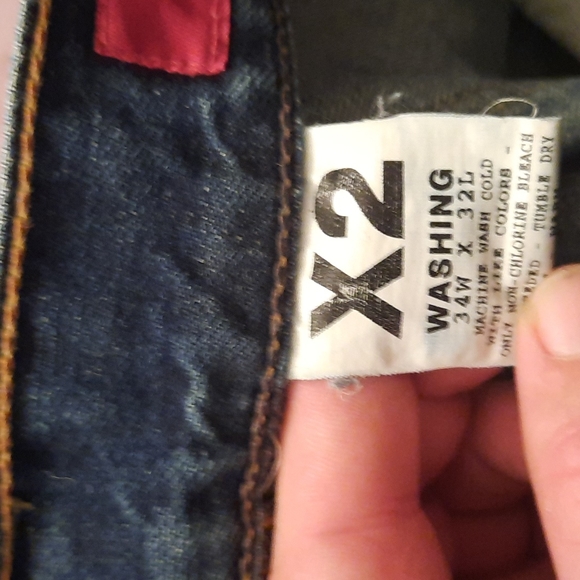 X2
WASHING
34W X 32L
MACHINE WASH COLD
WITH LIKE COLORS -
ONLY NON-CHLORINE BLEACH
- TUMBLE DRY